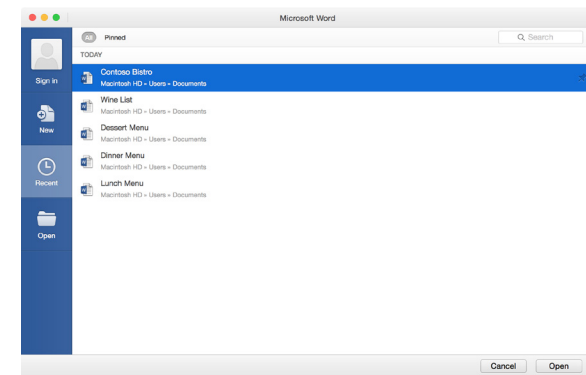 Microsoft Word
All Pinned
Search
TODAY
Sign in
Contoso Bistro
Macintosh HD » Users » Documents
Wine List
Macintosh HD » Users » Documents
New
Dessert Menu
Macintosh HD » Users » Documents
Dinner Menu
Macintosh HD » Users » Documents
Recent
Lunch Menu
Macintosh HD » Users » Documents
Open
Cancel Open